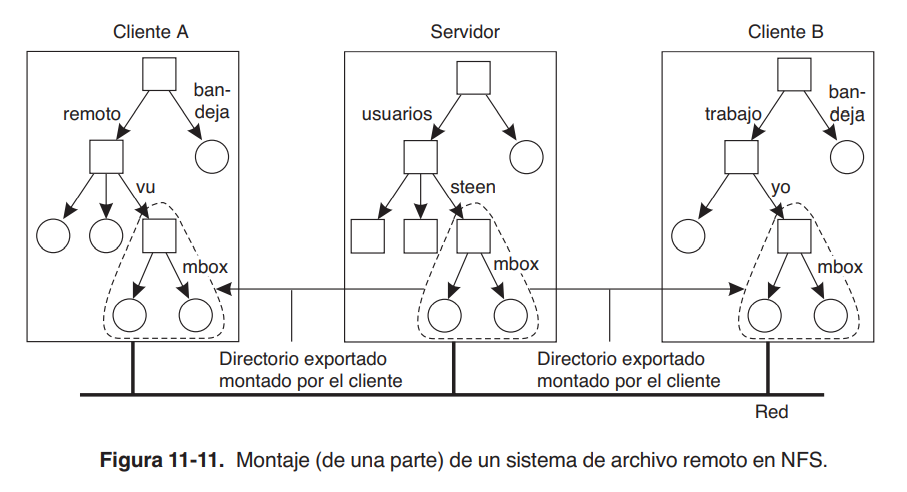 Cliente A
Servidor
Cliente B
remoto
ban-
deja
usuarios
trabajo
ban-
deja
vu
steen
yo
mbox
mbox
mbox
Directorio exportado
montado por el cliente
Directorio exportado
montado por el cliente
Red
Figura 11-11. Montaje (de una parte) de un sistema de archivo remoto en NFS.